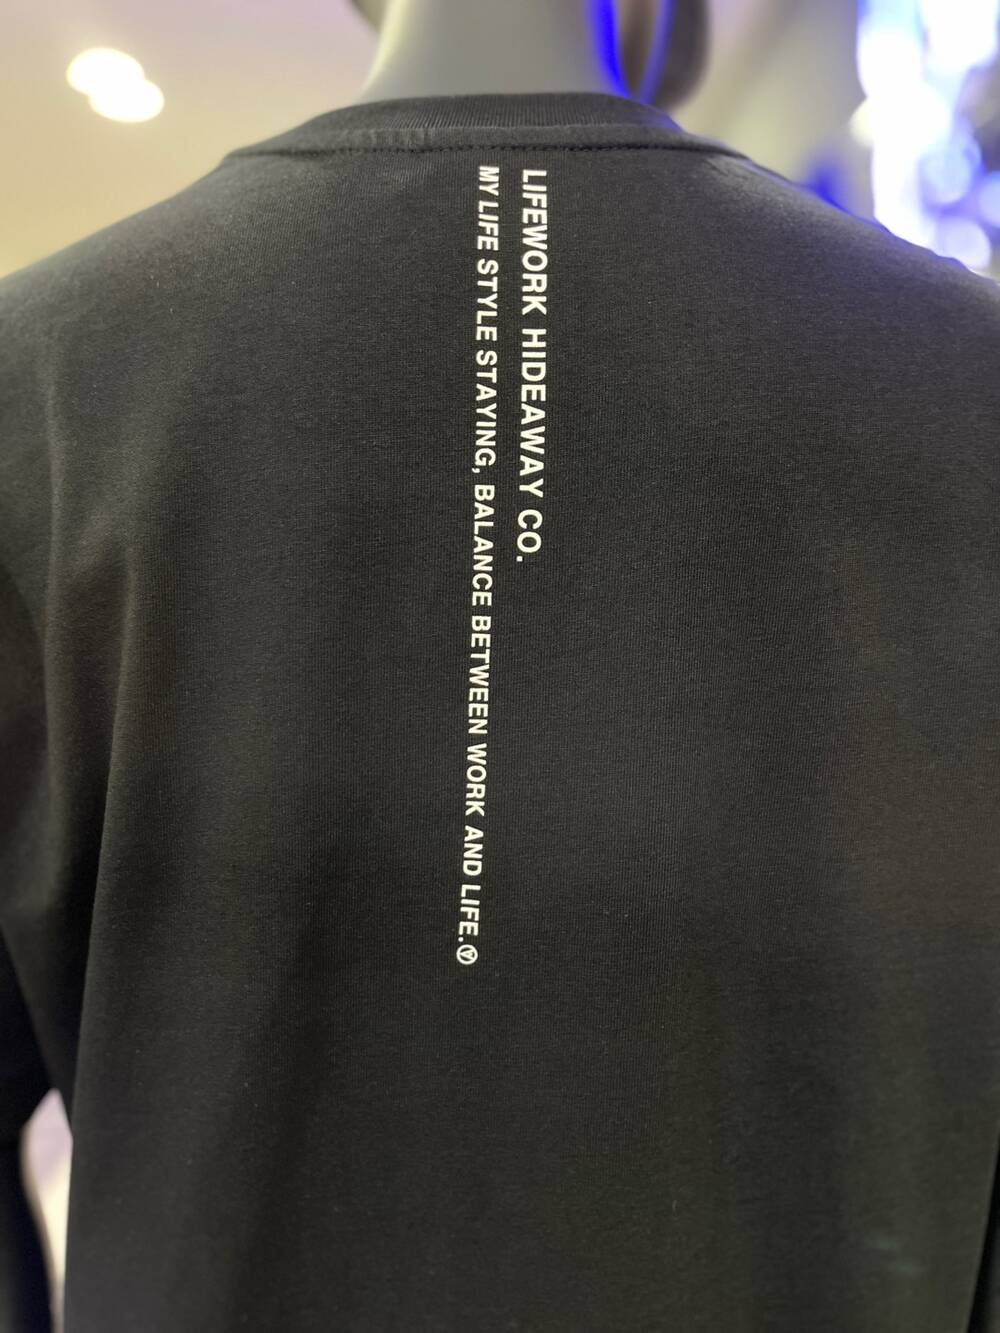 LIFEWORK HIDEAWAY CO.
MY LIFE STYLE STAYING, BALANCE BETWEEN WORK AND LIFE.